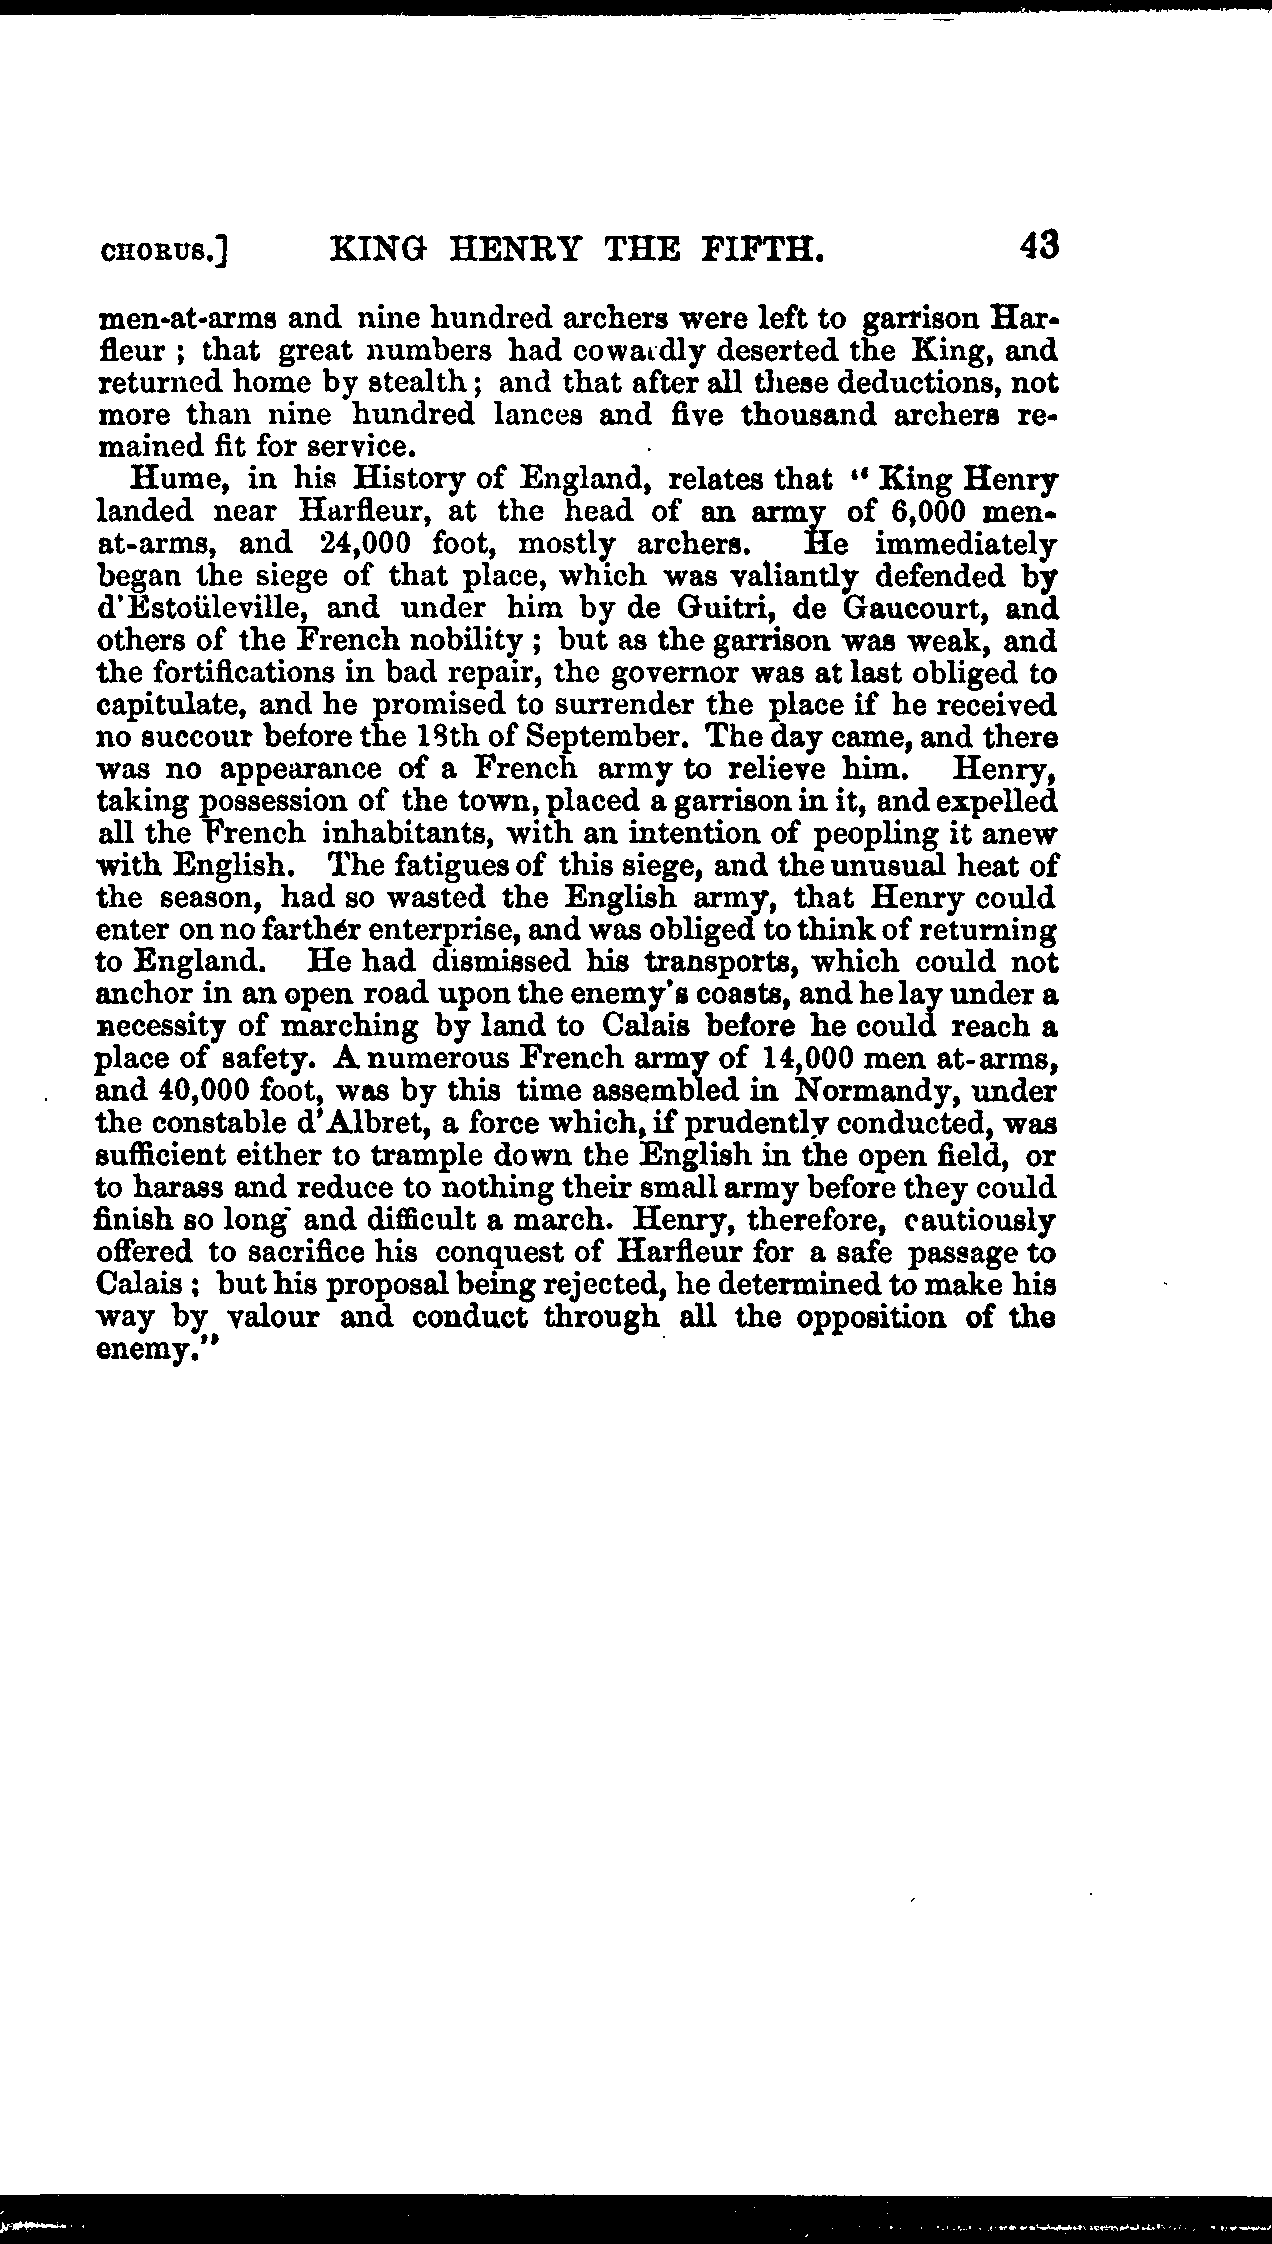 CHORUS.] KING HENRY THE FIFTH. 43
men-at-arms and nine hundred archers were left to garrison Har-
fleur ; that great numbers had cowardly deserted the King, and
returned home by stealth; and that after all these deductions, not
more than nine hundred lances and five thousand archers re-
mained fit for service.
Hume, in his History of England, relates that “ King Henry
landed near Harfleur, at the head of an army of 6,000 men-
at-arms, and 24,000 foot, mostly archers. He immediately
began the siege of that place, which was valiantly defended by
d'Estoüleville, and under him by de Guitri, de Gaucourt, and
others of the French nobility ; but as the garrison was weak, and
the fortifications in bad repair, the governor was at last obliged to
capitulate, and he promised to surrender the place if he received
no succour before the 18th of September. The day came, and there
was no appearance of a French army to relieve him. Henry,
taking possession of the town, placed a garrison in it, and expelled
all the French inhabitants, with an intention of peopling it anew
with English. The fatigues of this siege, and the unusual heat of
the season, had so wasted the English army, that Henry could
enter on no farther enterprise, and was obliged to think of returning
to England. He had dismissed his transports, which could not
anchor in an open road upon the enemy's coasts, and he lay under a
necessity of marching by land to Calais before he could reach a
place of safety. A numerous French army of 14,000 men at-arms,
and 40,000 foot, was by this time assembled in Normandy, under
the constable d'Albret, a force which, if prudently conducted, was
sufficient either to trample down the English in the open field, or
to harass and reduce to nothing their small army before they could
finish so long and difficult a march. Henry, therefore, cautiously
offered to sacrifice his conquest of Harfleur for a safe passage to
Calais ; but his proposal being rejected, he determined to make his
way by valour and conduct through all the opposition of the
enemy.”